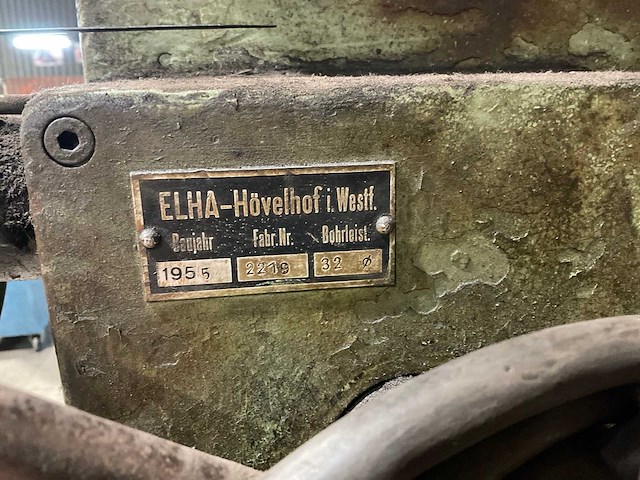 ELHA-Hövelhof i. Westf.
Baujahr Fabr. Nr. Bohrleist.
1955 2219 32 ø